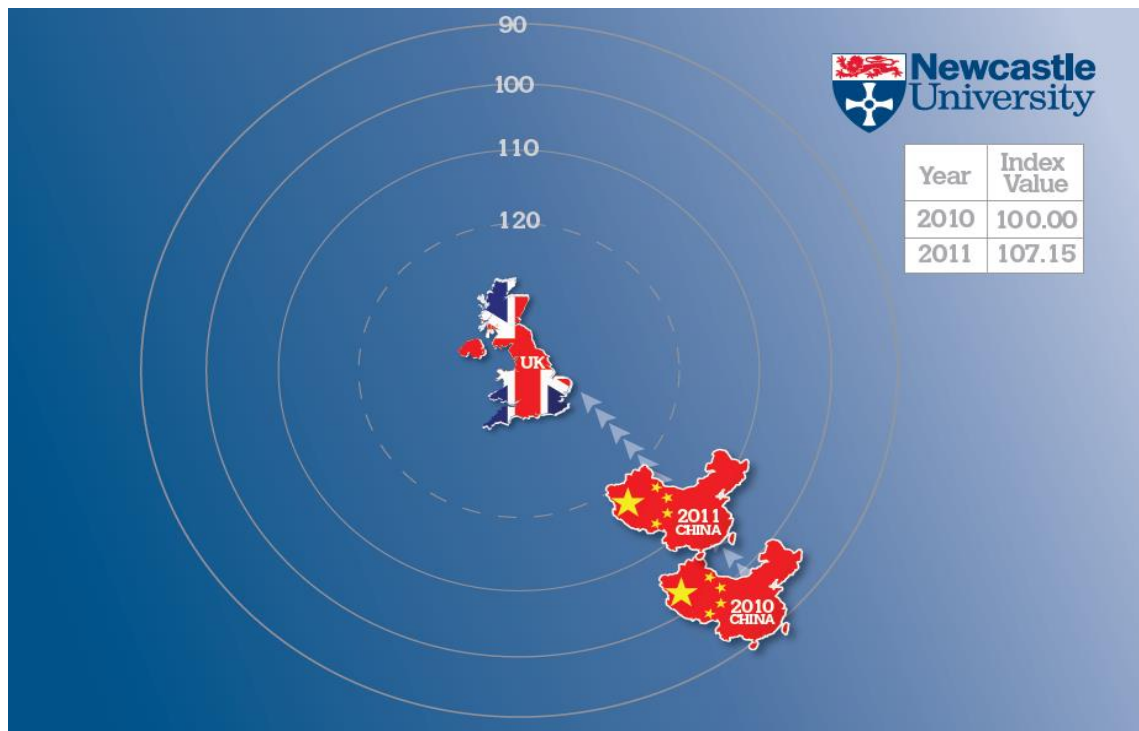 90
100
110
120
UK
2011
CHINA
2010
CHINA
Newcastle
University
Year Index Value
2010 100.00
2011 107.15